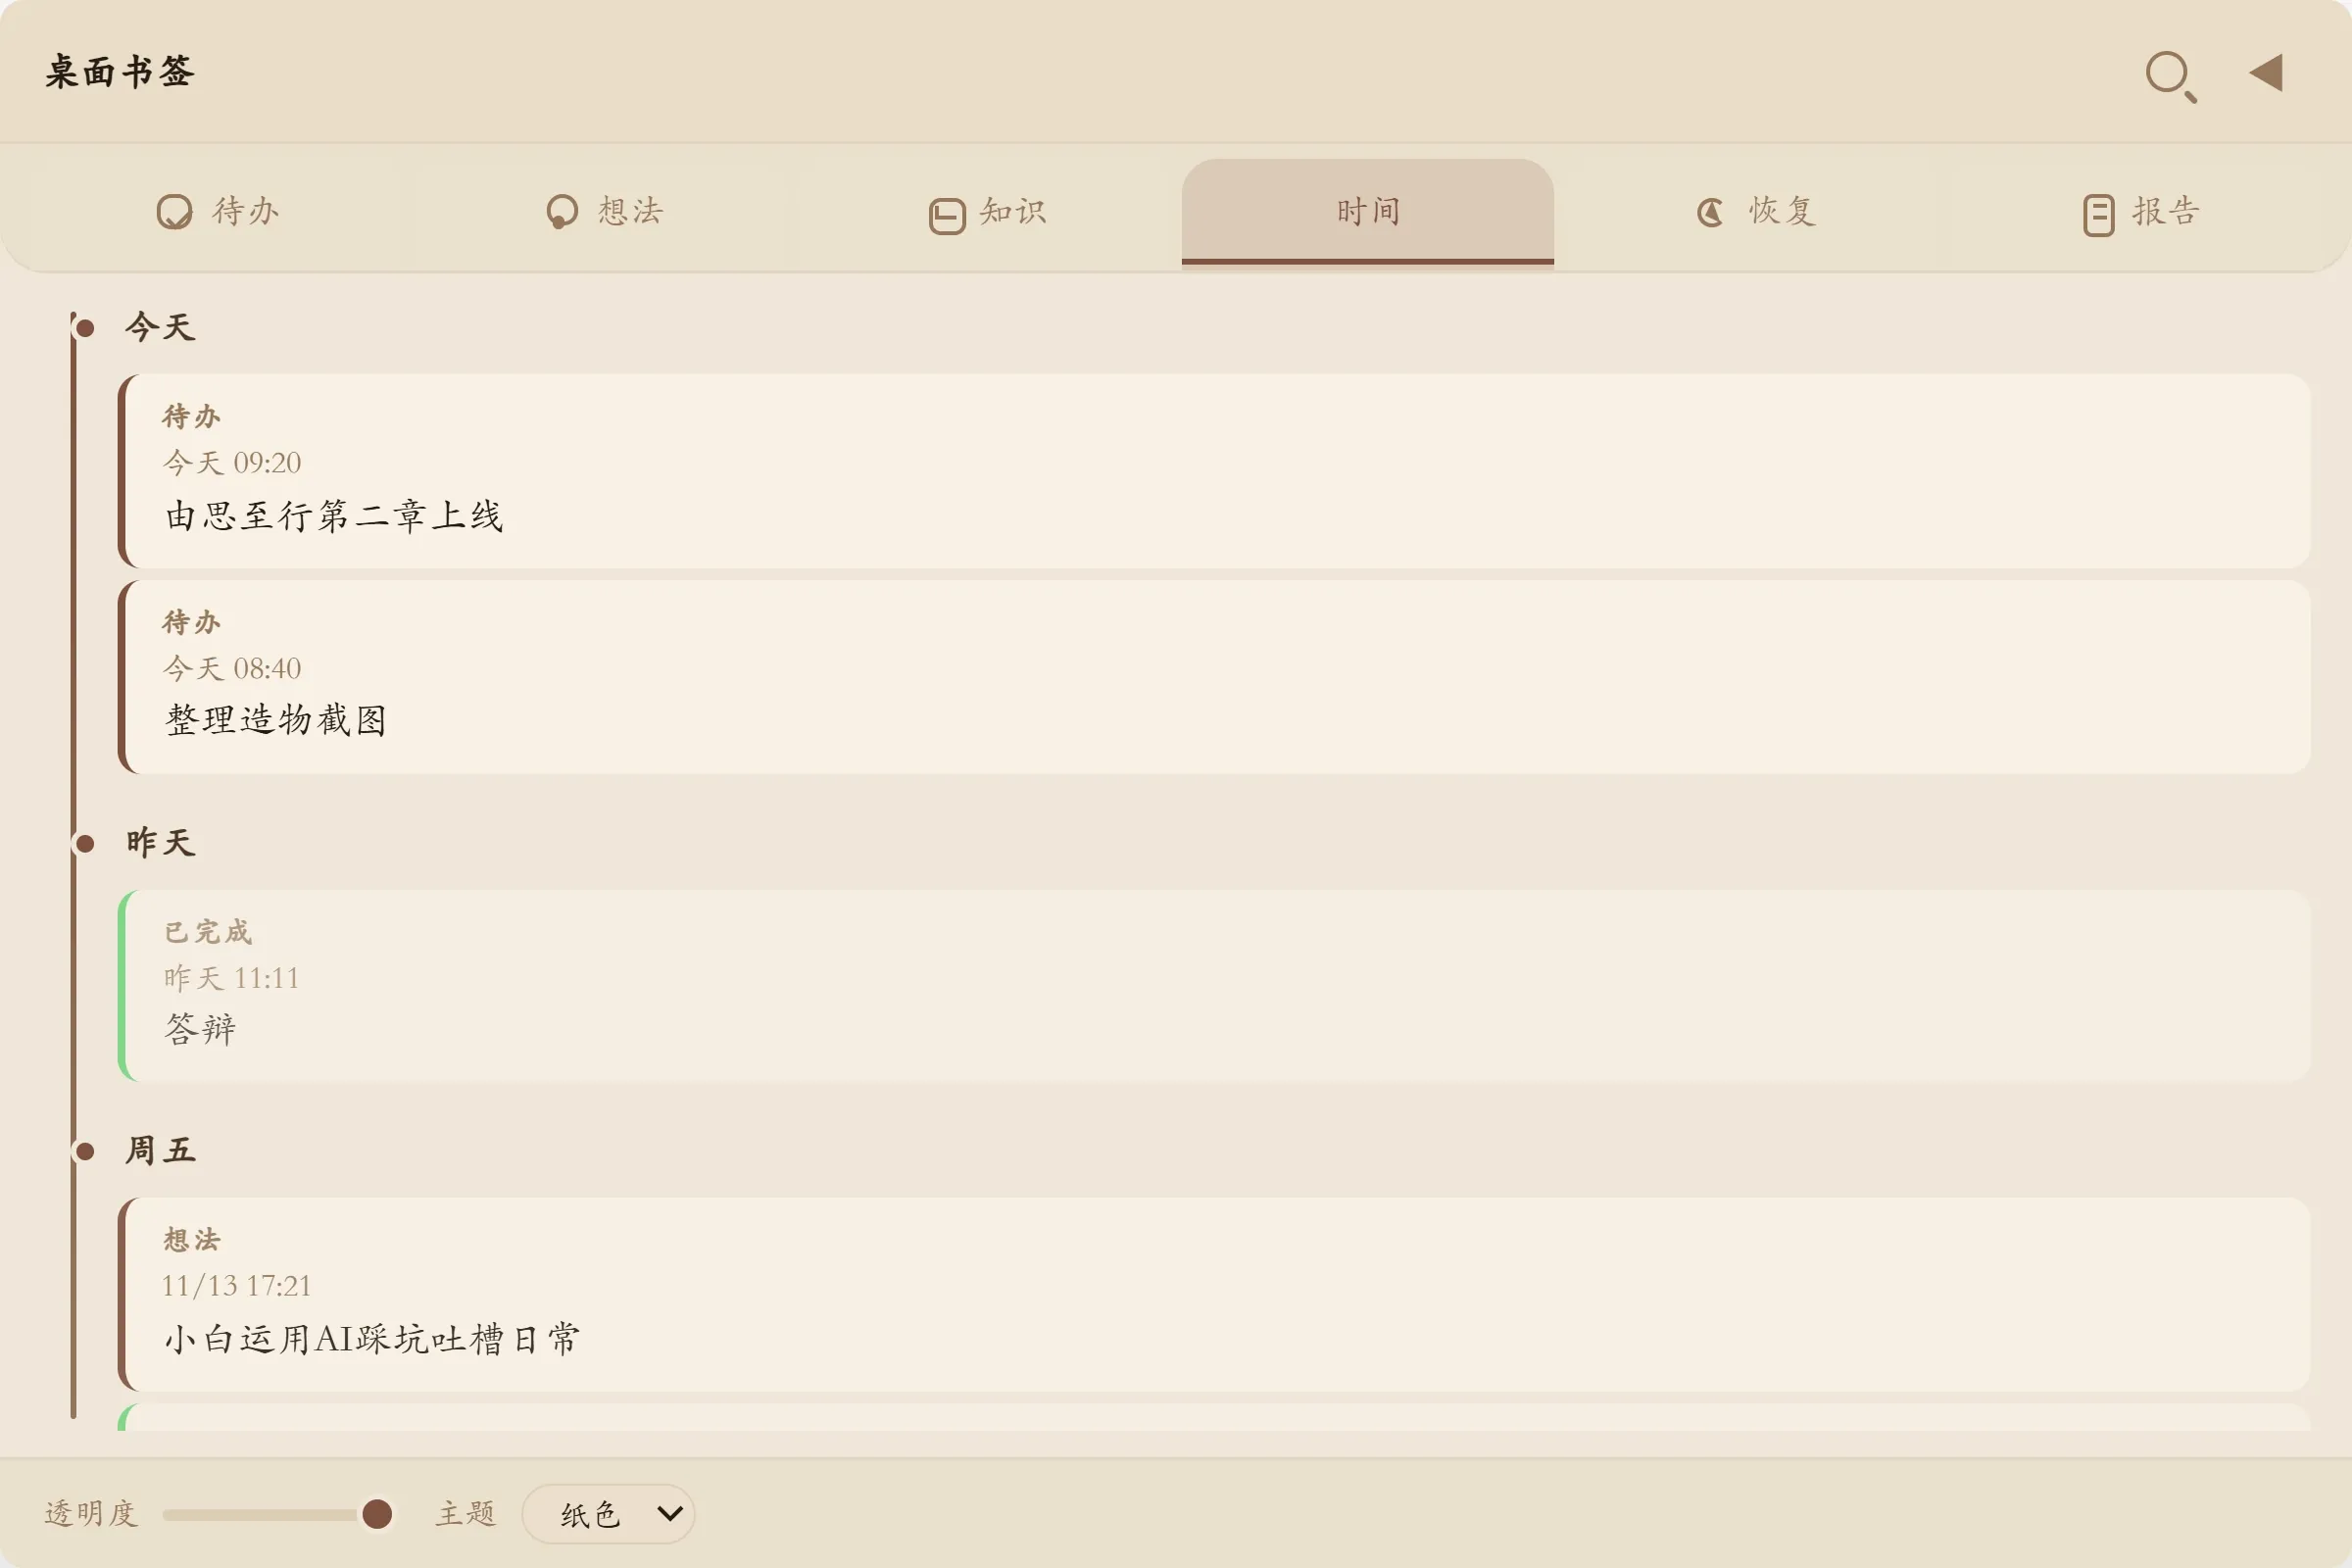 桌面书签
待办 想法 知识 时间 恢复 报告
今天
待办
今天 09:20
由思至行第二章上线
待办
今天 08:40
整理造物截图
昨天
已完成
昨天 11:11
答辩
周五
想法
11/13 17:21
小白运用AI踩坑吐槽日常
透明度 主题 纸色